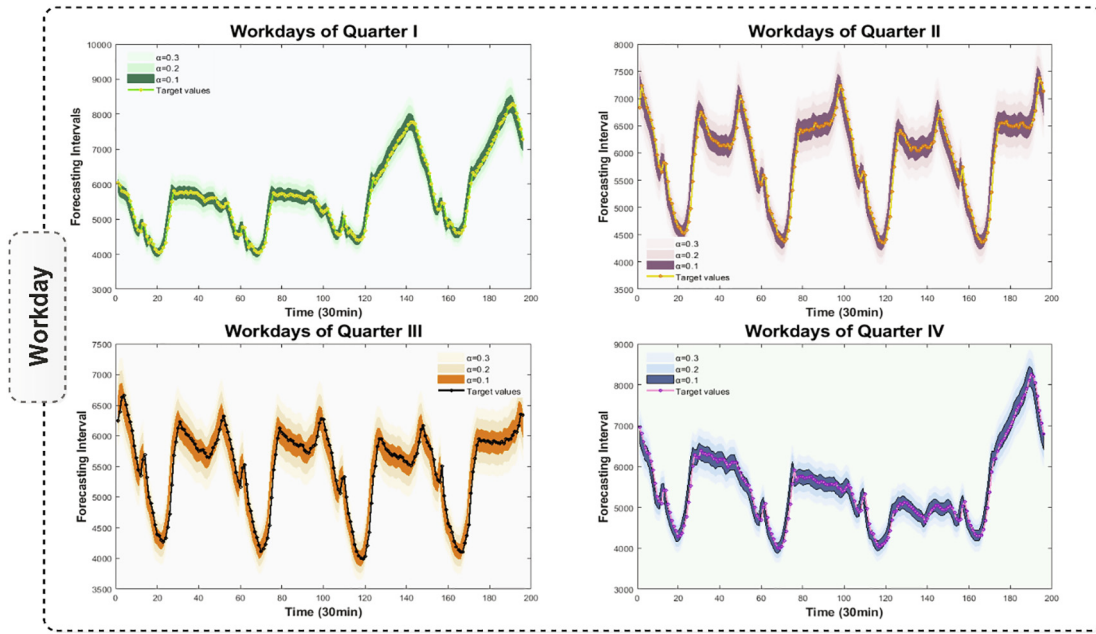 Workday
Workdays of Quarter I
Forecasting Interval
10000
9000
8000
7000
6000
5000
4000
3000
α=0.3
α=0.2
α=0.1
Target values
0 20 40 60 80 100 120 140 160 180 200
Time (30min)
Workdays of Quarter II
Forecasting Intervals
8000
7500
7000
6500
6000
5500
5000
4500
4000
3500
α=0.3
α=0.2
α=0.1
Target values
0 20 40 60 80 100 120 140 160 180 200
Time (30min)
Workdays of Quarter III
Forecasting Interval
7500
7000
6500
6000
5500
5000
4500
4000
3500
α=0.3
α=0.2
α=0.1
Target values
0 20 40 60 80 100 120 140 160 180 200
Time (30min)
Workdays of Quarter IV
Forecasting Interval
9000
8000
7000
6000
5000
4000
3000
α=0.3
α=0.2
α=0.1
Target values
0 20 40 60 80 100 120 140 160 180 200
Time (30min)